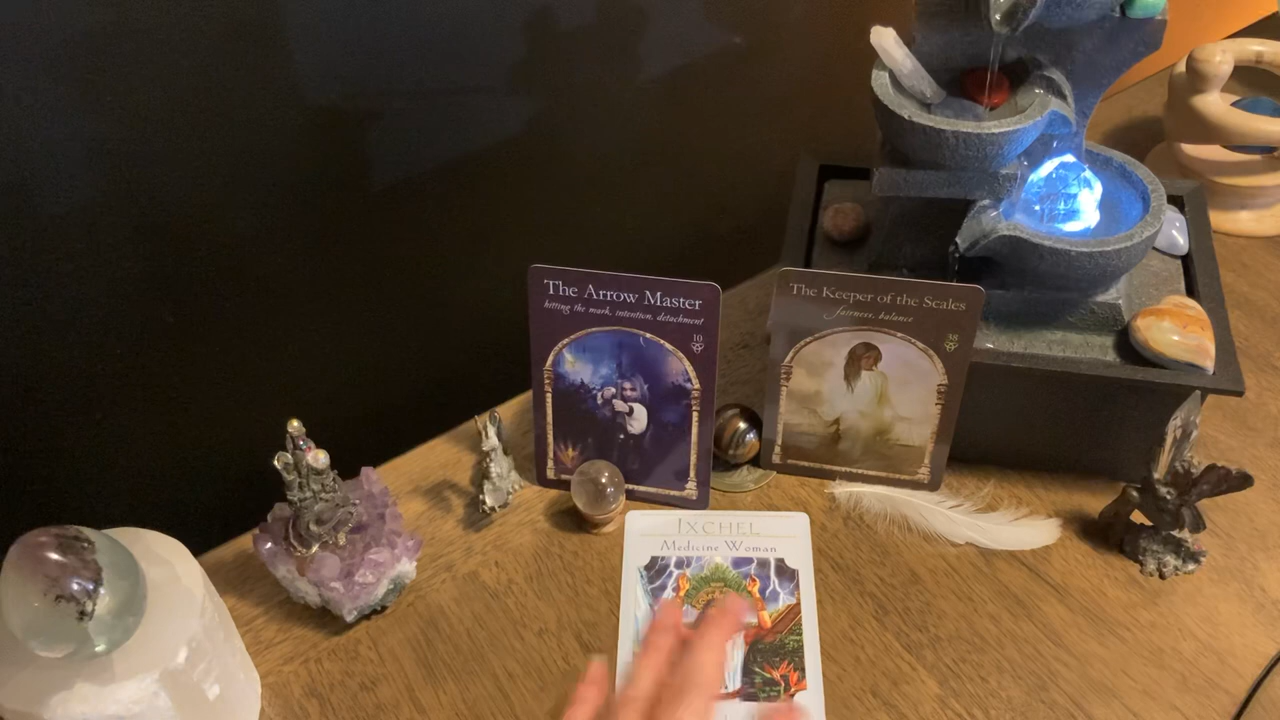 The Arrow Master
hitting the mark, intention, detachment
10
The Keeper of the Scales
fairness, balance
38
IXCHEL
Medicine Woman